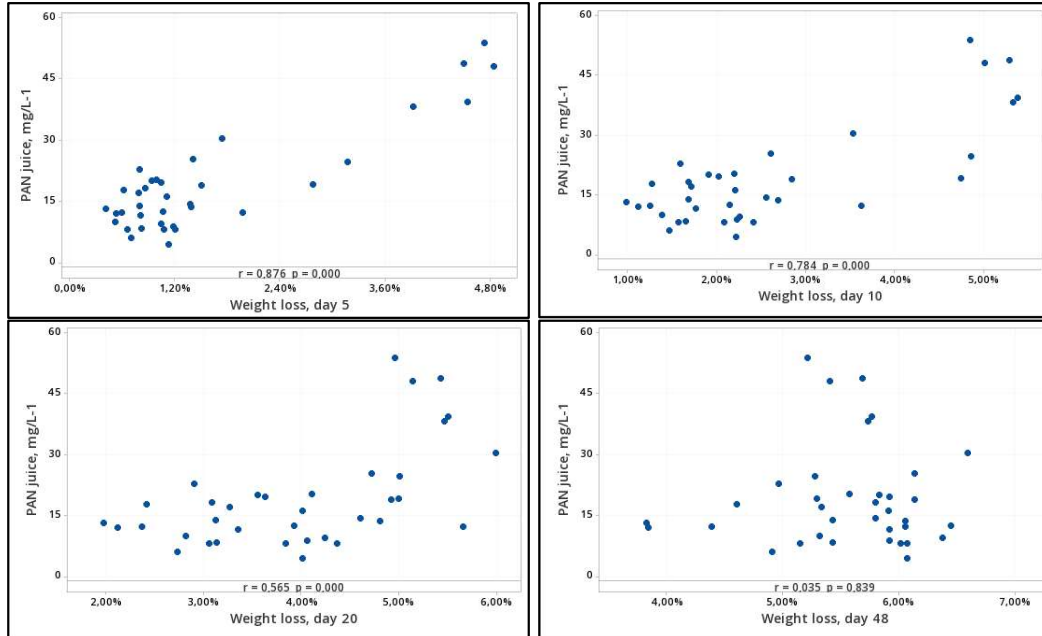 60
45
30
15
0
PAN juice, mg/L-1
r = 0,876 p = 0,000
0,00% 1,20% 2,40% 3,60% 4,80%
Weight loss, day 5
60
45
30
15
0
PAN juice, mg/L-1
r = 0,784 p = 0,000
1,00% 2,00% 3,00% 4,00% 5,00%
Weight loss, day 10
60
45
30
15
0
PAN juice, mg/L-1
r = 0,565 p = 0,000
2,00% 3,00% 4,00% 5,00% 6,00%
Weight loss, day 20
60
45
30
15
0
PAN juice, mg/L-1
r = 0,035 p = 0,839
4,00% 5,00% 6,00% 7,00%
Weight loss, day 48